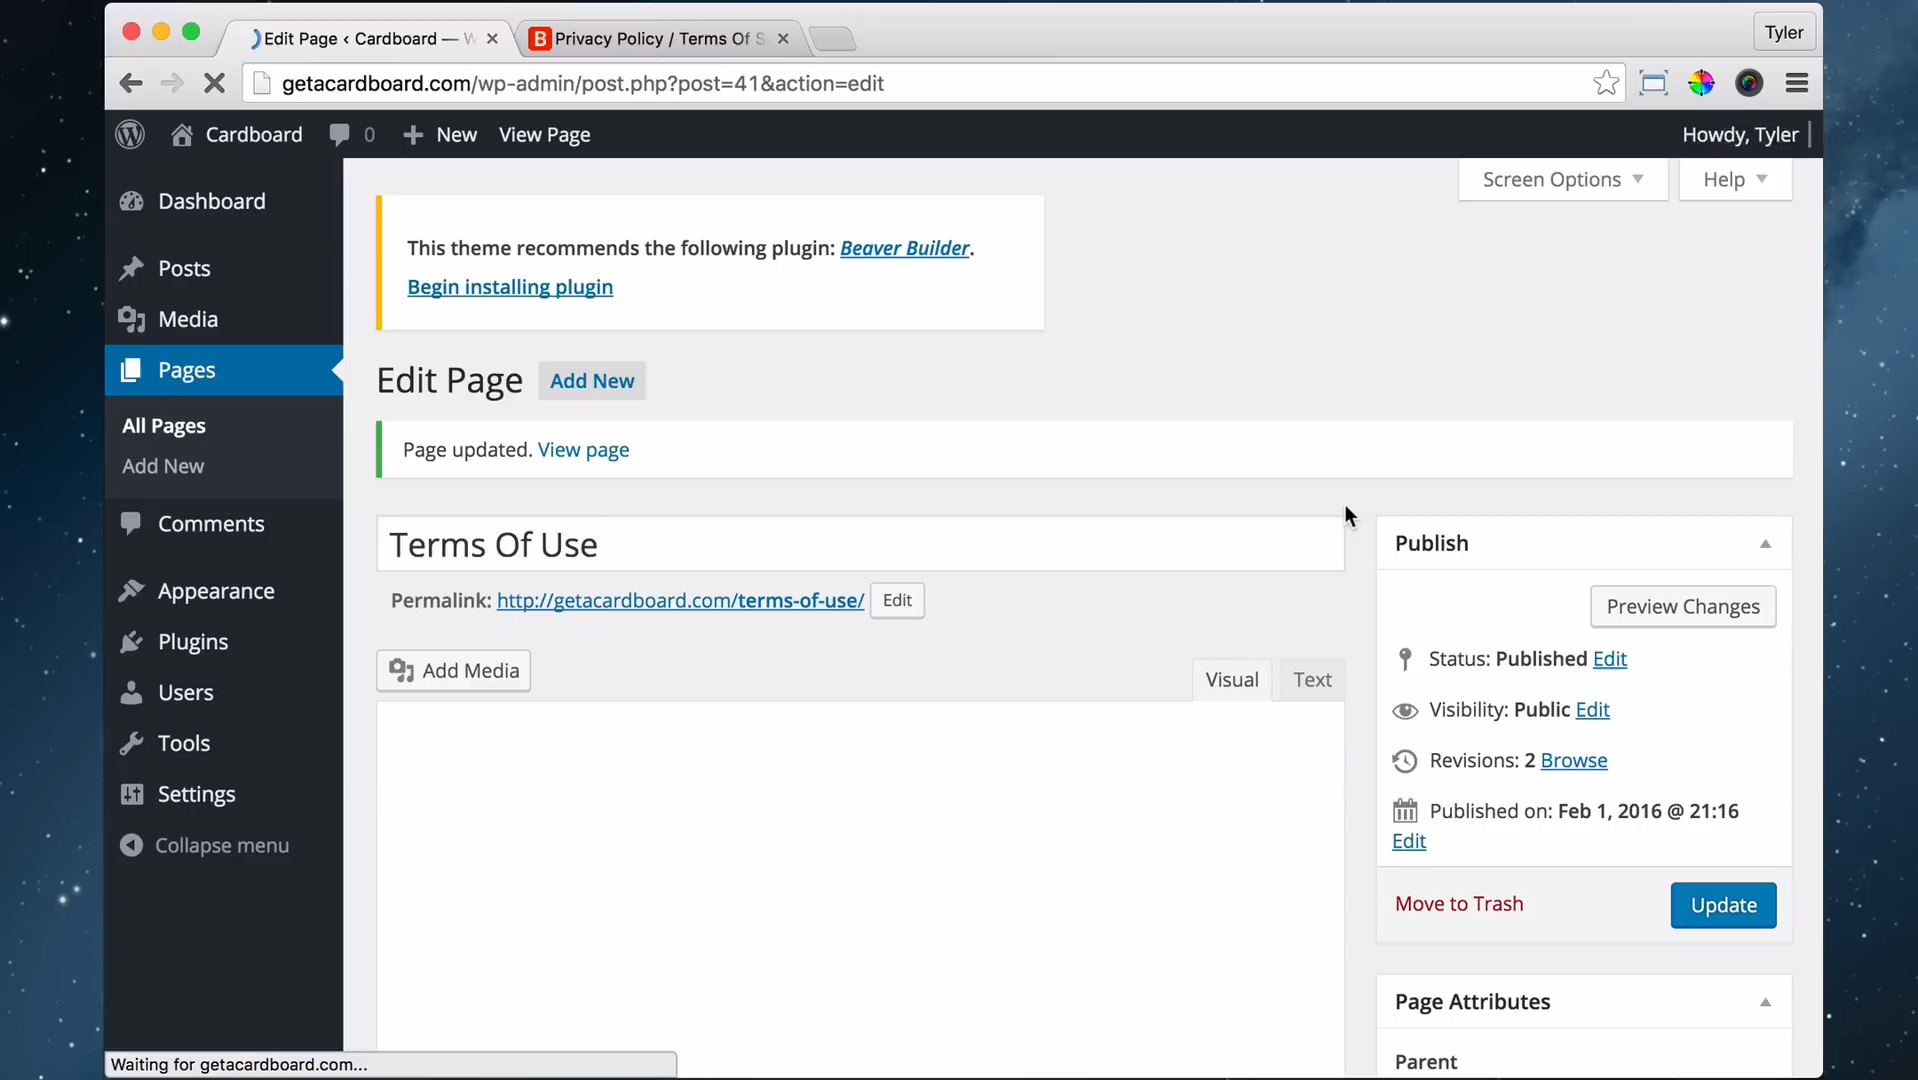 Edit Page ‹ Cardboard — W
B Privacy Policy / Terms Of S
Tyler
getacardboard.com/wp-admin/post.php?post=41&action=edit
Cardboard
0
New
View Page
Howdy, Tyler
Screen Options
Help
Dashboard
Posts
Media
Pages
All Pages
Add New
Comments
Appearance
Plugins
Users
Tools
Settings
Collapse menu
This theme recommends the following plugin: Beaver Builder.
Begin installing plugin
Edit Page
Add New
Page updated. View page
Terms Of Use
Permalink: http://getacardboard.com/terms-of-use/ Edit
Add Media
Visual
Text
Publish
Preview Changes
Status: Published Edit
Visibility: Public Edit
Revisions: 2 Browse
Published on: Feb 1, 2016 @ 21:16
Edit
Move to Trash
Update
Page Attributes
Parent
Waiting for getacardboard.com...